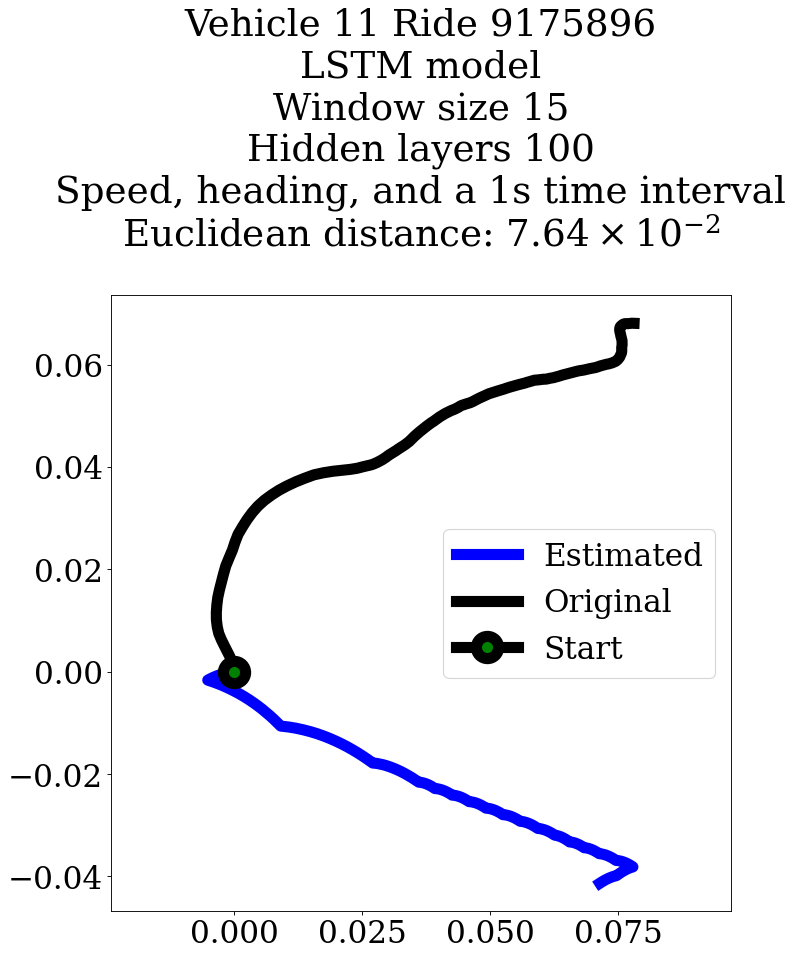 Vehicle 11 Ride 9175896
LSTM model
Window size 15
Hidden layers 100
Speed, heading, and a 1s time interval
Euclidean distance: 7.64 × 10⁻²
0.06
0.04
0.02
0.00
−0.02
−0.04
Estimated
Original
Start
0.000 0.025 0.050 0.075